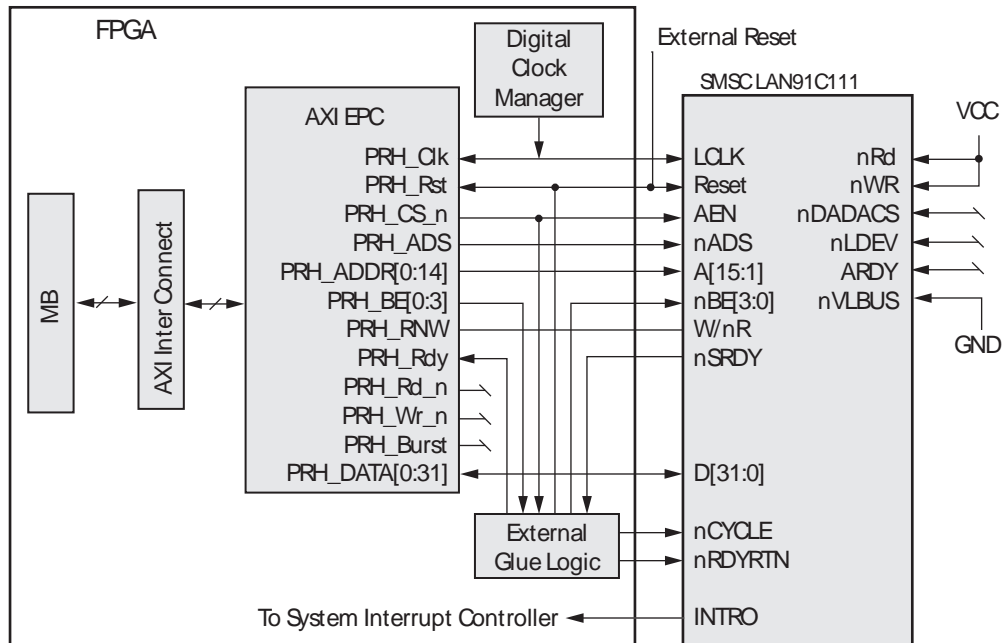 FPGA
Digital
Clock
Manager
External Reset
SMSC LAN91C111
AXI EPC
PRH_Clk
PRH_Rst
PRH_CS_n
PRH_ADS
PRH_ADDR[0:14]
PRH_BE[0:3]
PRH_RNW
PRH_Rdy
PRH_Rd_n
PRH_Wr_n
PRH_Burst
PRH_DATA[0:31]
MB
AXI Inter Connect
LCLK
Reset
AEN
nADS
A[15:1]
nBE[3:0]
W/nR
nSRDY
D[31:0]
nCYCLE
nRDYRTN
INTRO
VCC
nRd
nWR
nDADACS
nLDEV
ARDY
nVLBUS
GND
External
Glue Logic
To System Interrupt Controller